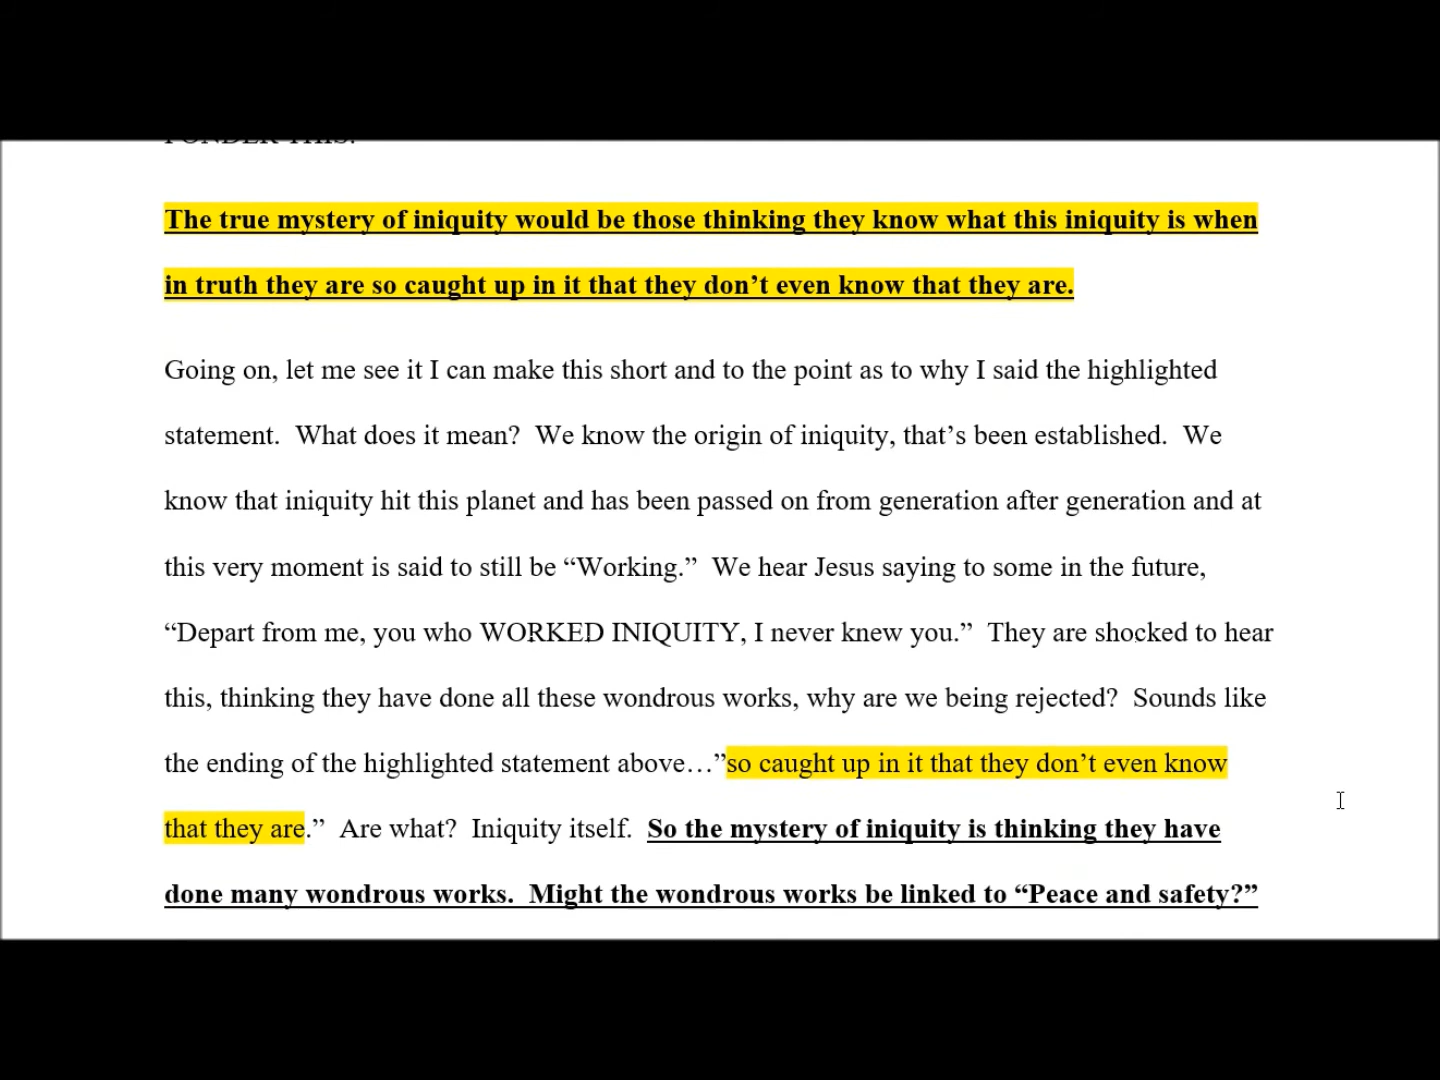 PONDER THIS:
The true mystery of iniquity would be those thinking they know what this iniquity is when
in truth they are so caught up in it that they don’t even know that they are.
Going on, let me see it I can make this short and to the point as to why I said the highlighted
statement.  What does it mean?  We know the origin of iniquity, that’s been established.  We
know that iniquity hit this planet and has been passed on from generation after generation and at
this very moment is said to still be “Working.”  We hear Jesus saying to some in the future,
“Depart from me, you who WORKED INIQUITY, I never knew you.”  They are shocked to hear
this, thinking they have done all these wondrous works, why are we being rejected?  Sounds like
the ending of the highlighted statement above…”so caught up in it that they don’t even know
that they are.”  Are what?  Iniquity itself.  So the mystery of iniquity is thinking they have
done many wondrous works.  Might the wondrous works be linked to “Peace and safety?”